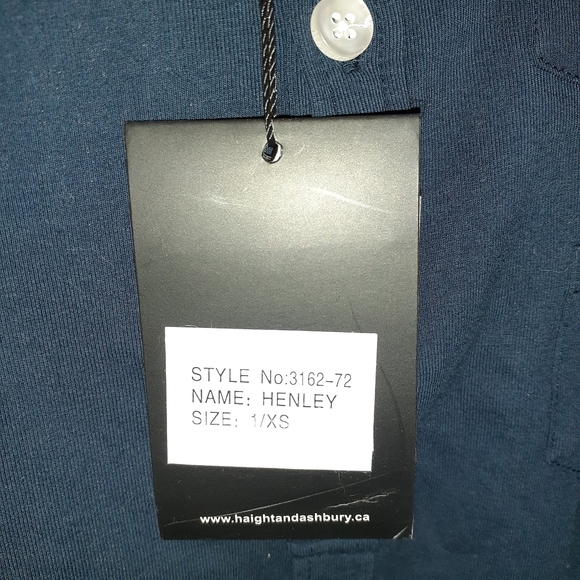 STYLE No:3162-72
NAME: HENLEY
SIZE: 1/XS
www.haightandashbury.ca